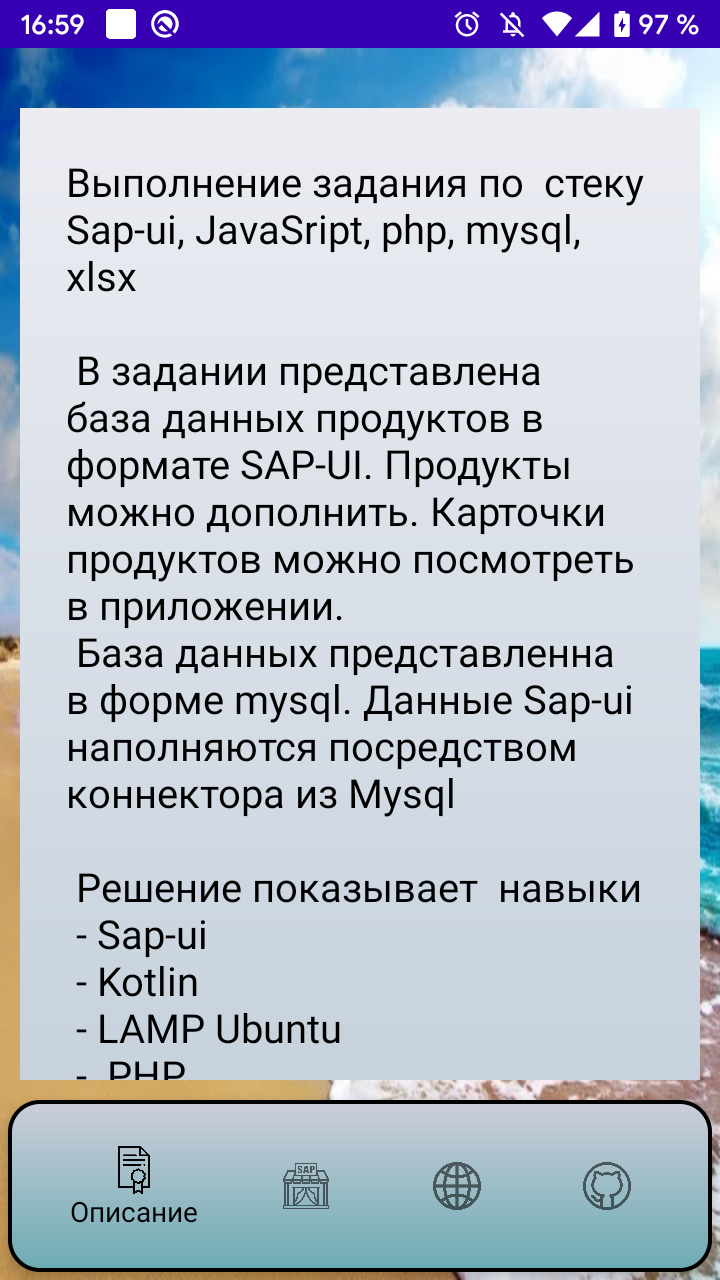 16:59
97 %
Выполнение задания по  стеку
Sap-ui, JavaSript, php, mysql,
xlsx
В задании представлена
база данных продуктов в
формате SAP-UI. Продукты
можно дополнить. Карточки
продуктов можно посмотреть
в приложении.
База данных представленна
в форме mysql. Данные Sap-ui
наполняются посредством
коннектора из Mysql
Решение показывает  навыки
- Sap-ui
- Kotlin
- LAMP Ubuntu
-  PHP
SAP
Описание